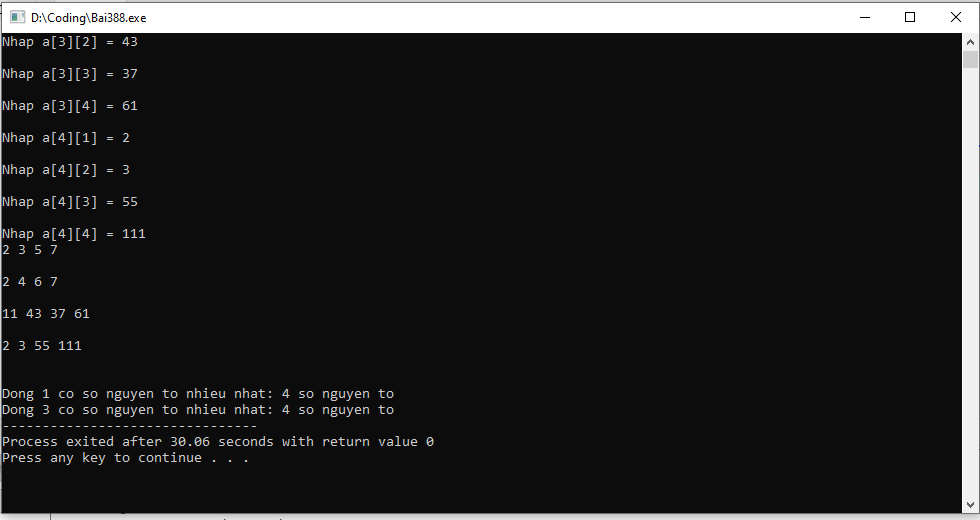 D:\Coding\Bai388.exe
Nhap a[3][2] = 43
Nhap a[3][3] = 37
Nhap a[3][4] = 61
Nhap a[4][1] = 2
Nhap a[4][2] = 3
Nhap a[4][3] = 55
Nhap a[4][4] = 111
2 3 5 7
2 4 6 7
11 43 37 61
2 3 55 111
Dong 1 co so nguyen to nhieu nhat: 4 so nguyen to
Dong 3 co so nguyen to nhieu nhat: 4 so nguyen to
--------------------------------
Process exited after 30.06 seconds with return value 0
Press any key to continue . . .